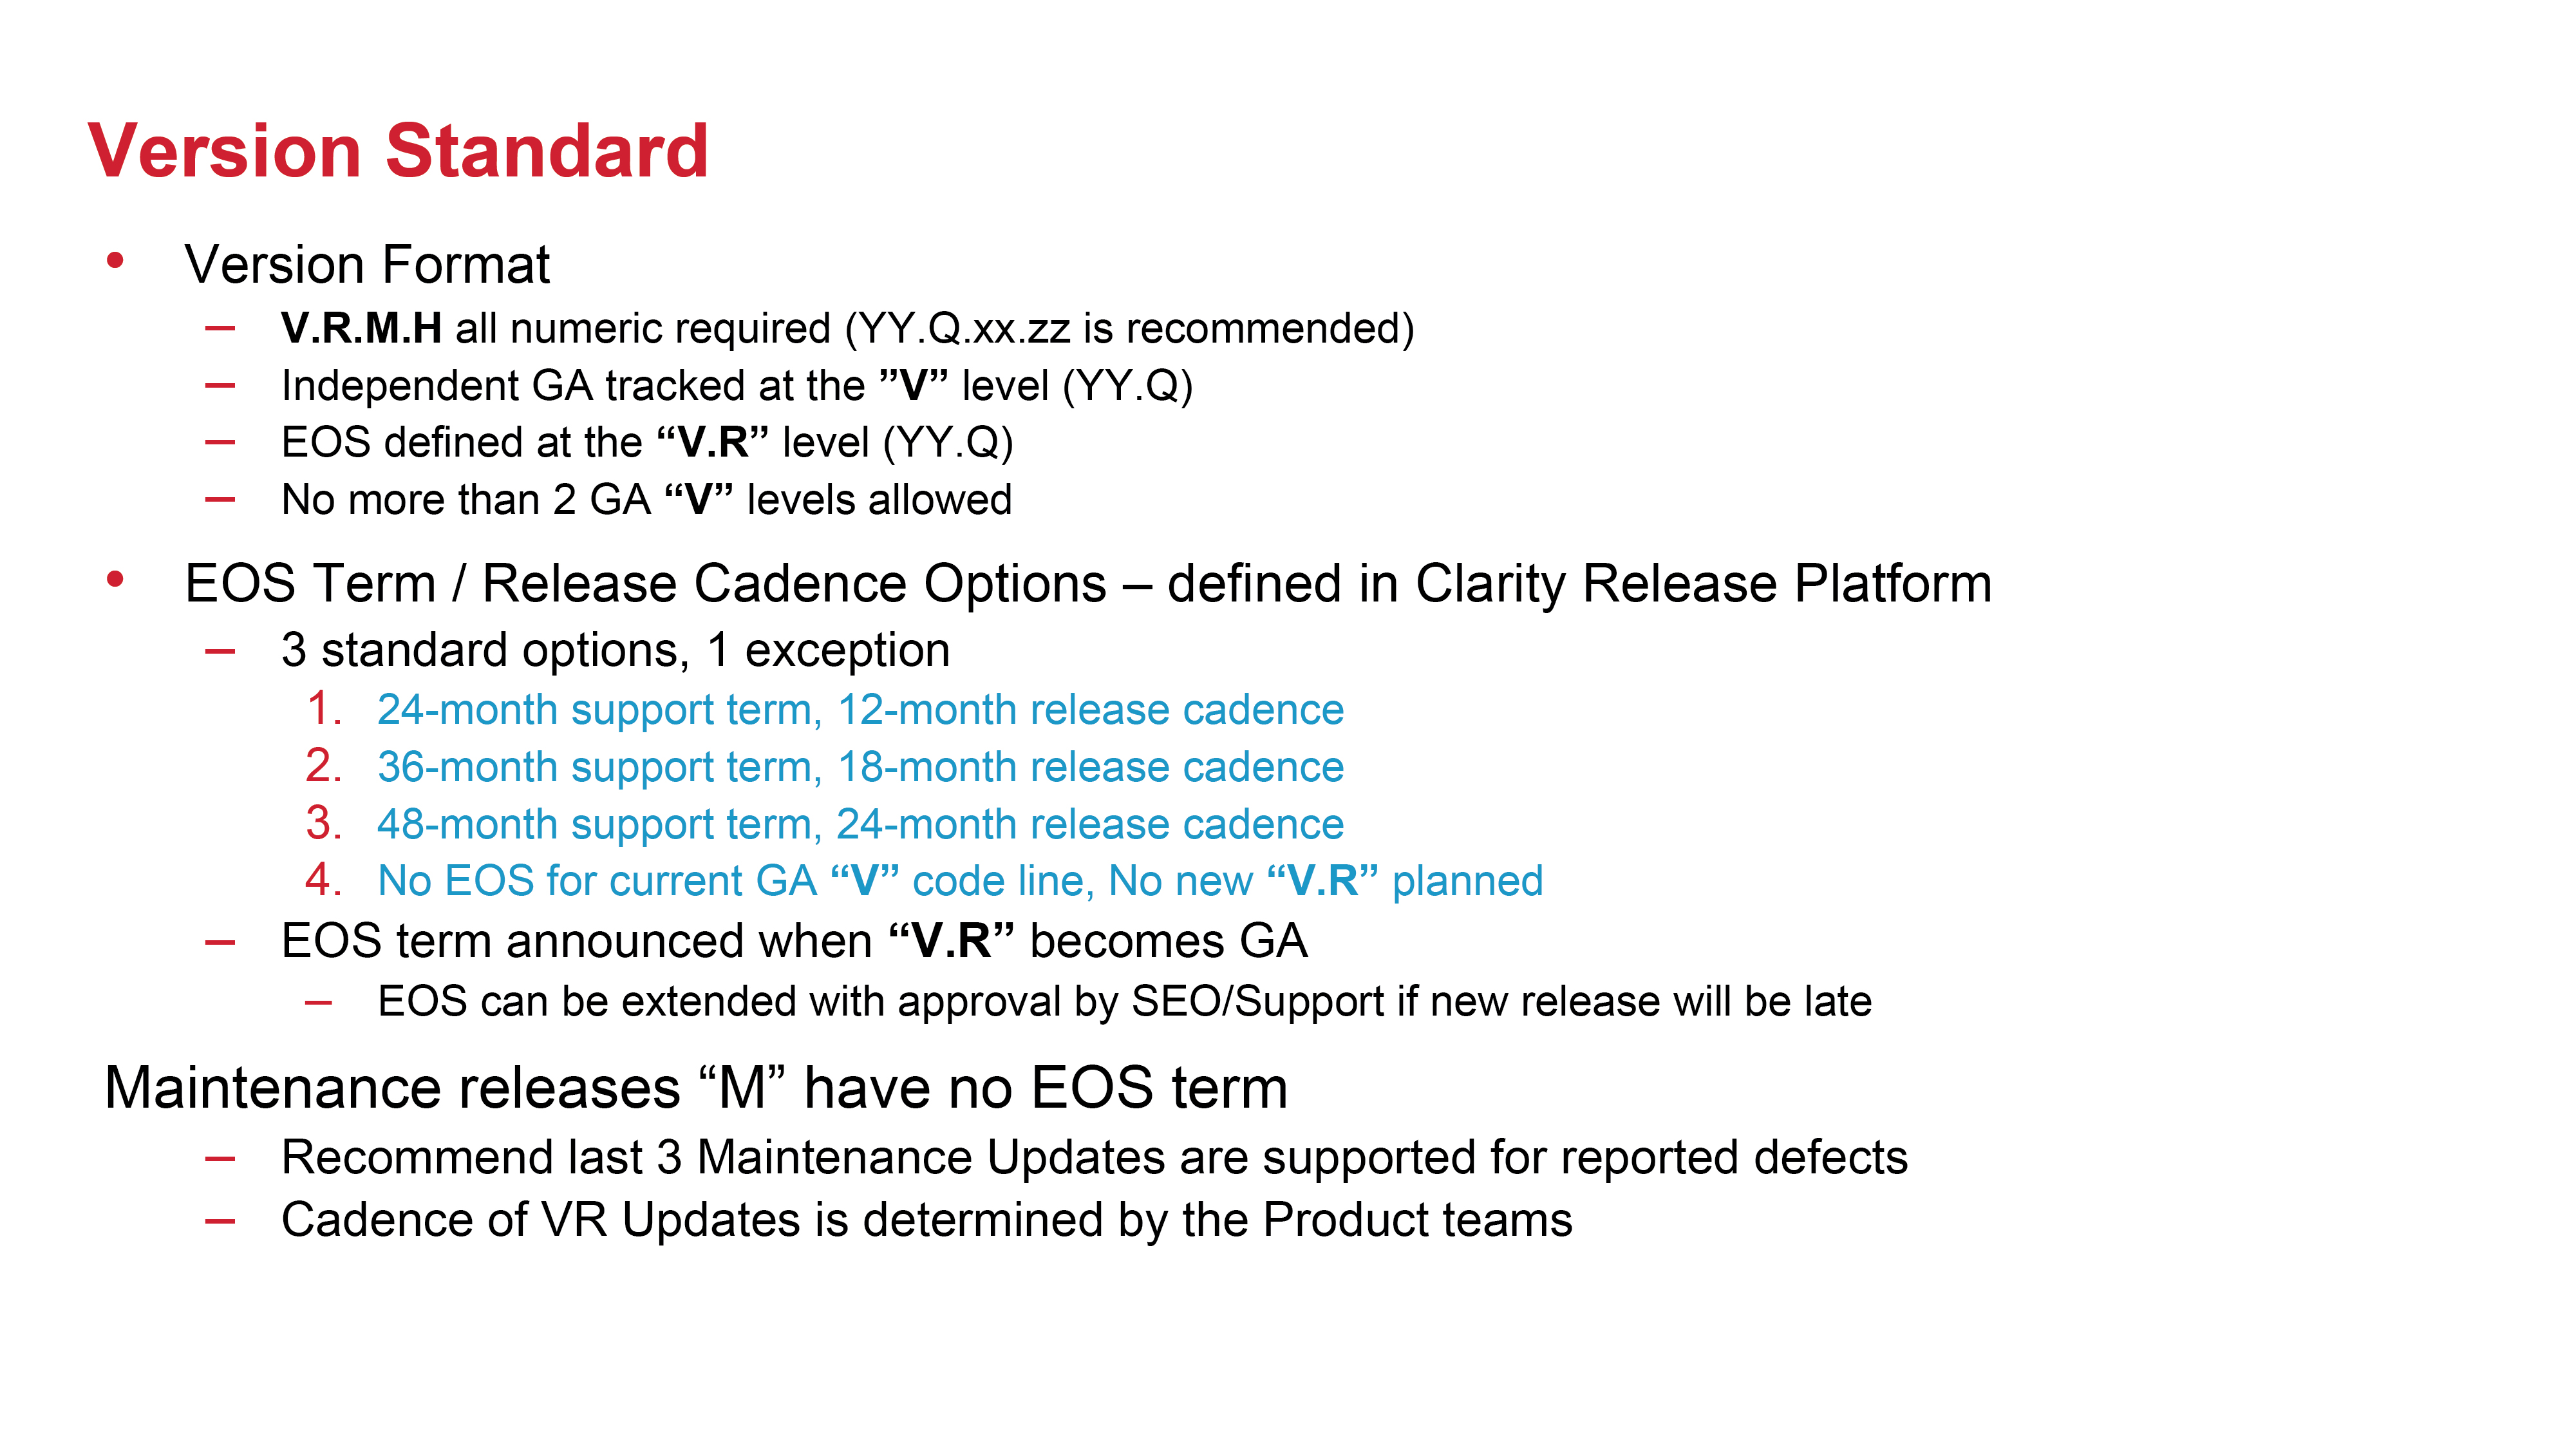 Version Standard
• Version Format
– V.R.M.H all numeric required (YY.Q.xx.zz is recommended)
– Independent GA tracked at the ”V” level (YY.Q)
– EOS defined at the “V.R” level (YY.Q)
– No more than 2 GA “V” levels allowed
• EOS Term / Release Cadence Options – defined in Clarity Release Platform
– 3 standard options, 1 exception
1. 24-month support term, 12-month release cadence
2. 36-month support term, 18-month release cadence
3. 48-month support term, 24-month release cadence
4. No EOS for current GA “V” code line, No new “V.R” planned
– EOS term announced when “V.R” becomes GA
– EOS can be extended with approval by SEO/Support if new release will be late
Maintenance releases “M” have no EOS term
– Recommend last 3 Maintenance Updates are supported for reported defects
– Cadence of VR Updates is determined by the Product teams